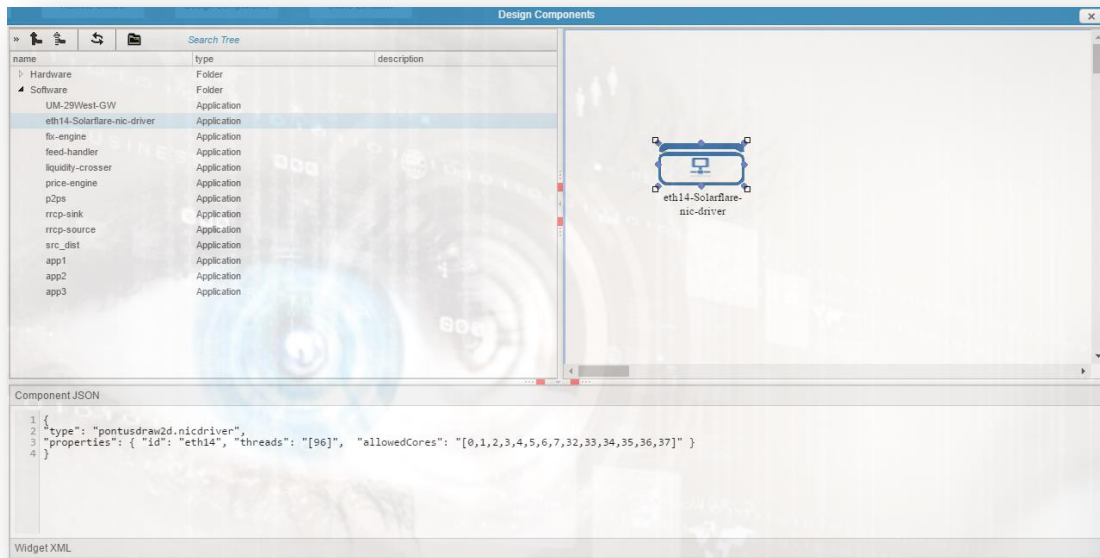 Design Components
Search Tree
name type description
Hardware Folder
Software Folder
UM-29West-GW Application
eth14-Solarflare-nic-driver Application
fix-engine Application
feed-handler Application
liquidity-crosser Application
price-engine Application
p2ps Application
rrcp-sink Application
rrcp-source Application
src_dist Application
app1 Application
app2 Application
app3 Application
eth14-Solarflare-
nic-driver
Component JSON
1 {
2 "type": "pontusdraw2d.nicdriver",
3 "properties": { "id": "eth14", "threads": "[96]", "allowedCores": "[0,1,2,3,4,5,6,7,32,33,34,35,36,37]" }
4 }
Widget XML